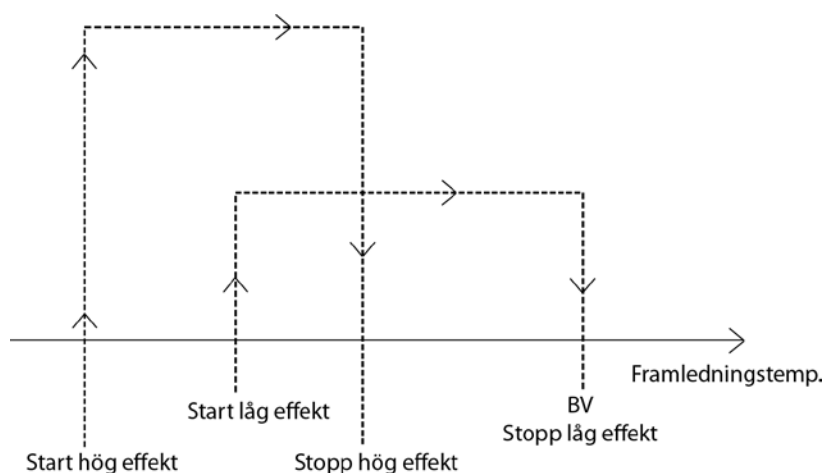 Framledningstemp.
Start låg effekt
BV
Stopp låg effekt
Start hög effekt
Stopp hög effekt